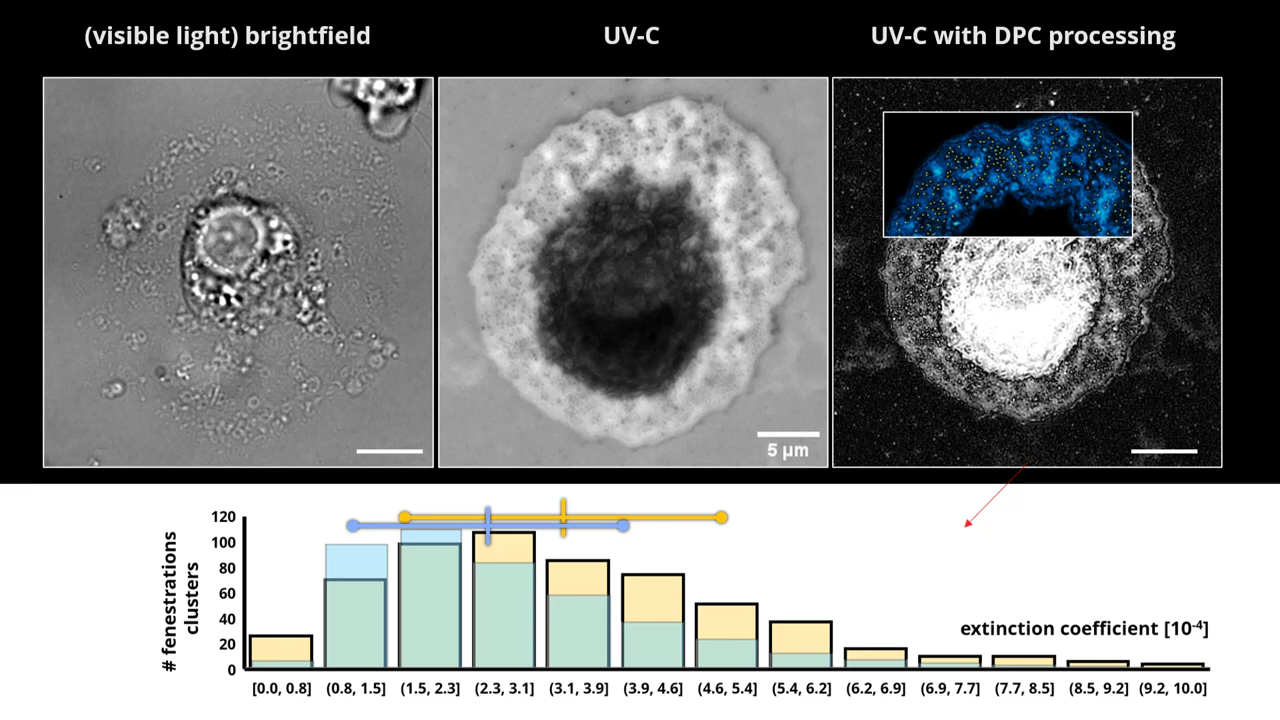 (visible light) brightfield
UV-C
UV-C with DPC processing
5 µm
# fenestrations
clusters
120
100
80
60
40
20
0
extinction coefficient [10⁻⁴]
[0.0, 0.8] (0.8, 1.5] (1.5, 2.3] (2.3, 3.1] (3.1, 3.9] (3.9, 4.6] (4.6, 5.4] (5.4, 6.2] (6.2, 6.9] (6.9, 7.7] (7.7, 8.5] (8.5, 9.2] (9.2, 10.0]